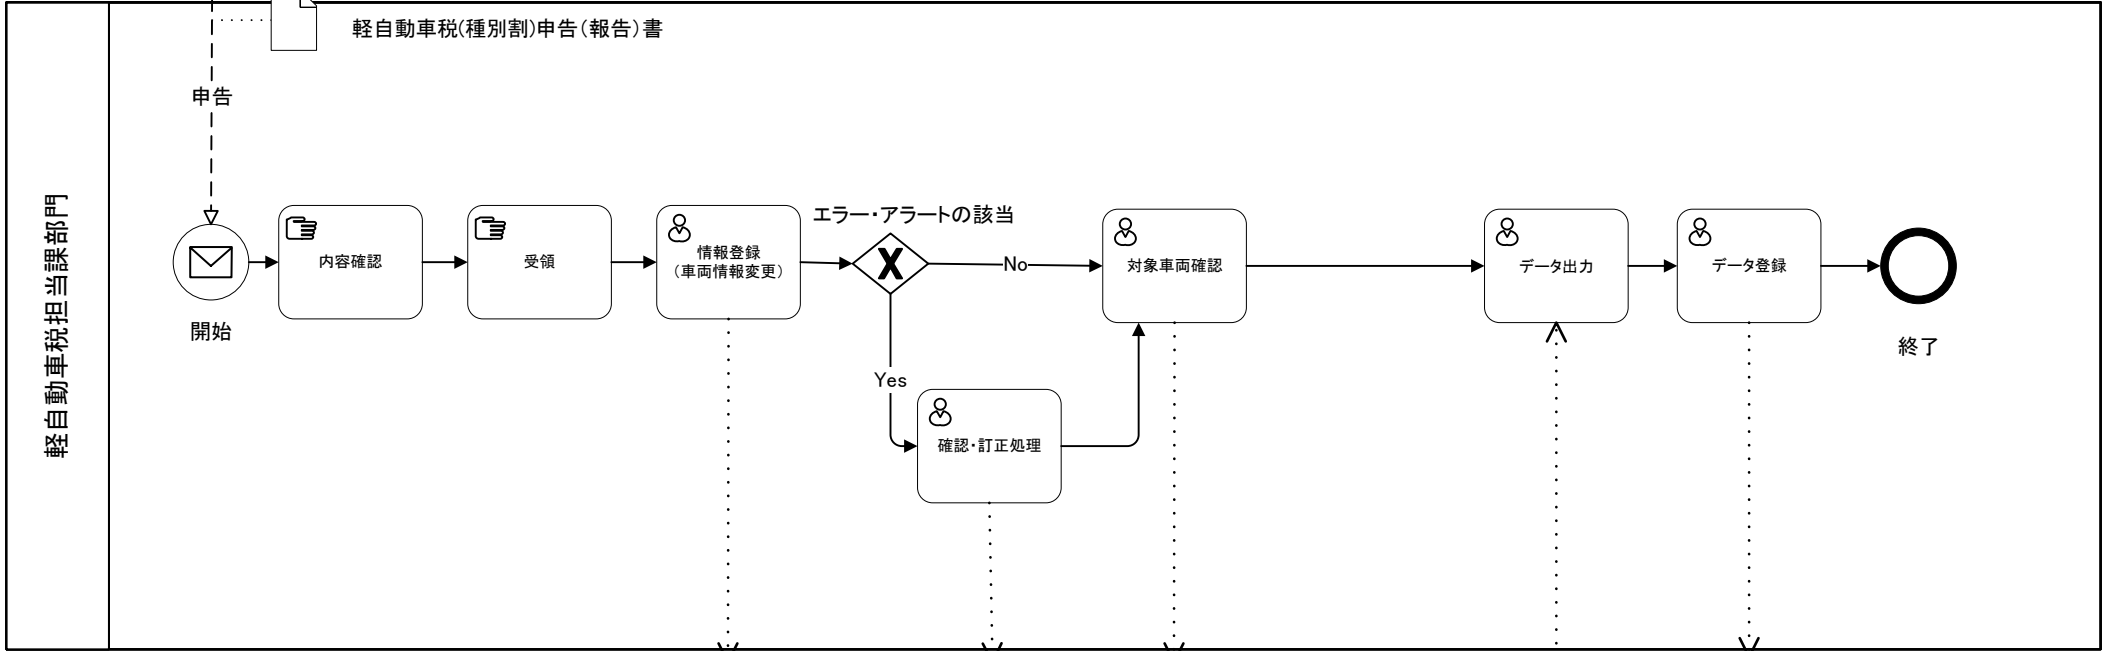 軽自動車税(種別割)申告(報告)書
申告
軽自動車税担当課部門
開始
内容確認
受領
情報登録
(車両情報変更)
エラー・アラートの該当
X
No
Yes
確認・訂正処理
対象車両確認
データ出力
データ登録
終了